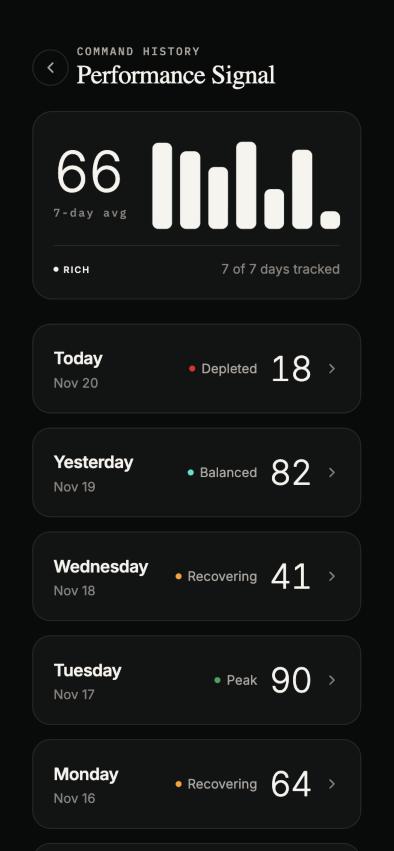 COMMAND HISTORY
Performance Signal
66
7-day avg
RICH
7 of 7 days tracked
Today
Depleted 18
Nov 20
Yesterday
Balanced 82
Nov 19
Wednesday
Recovering 41
Nov 18
Tuesday
Peak 90
Nov 17
Monday
Recovering 64
Nov 16